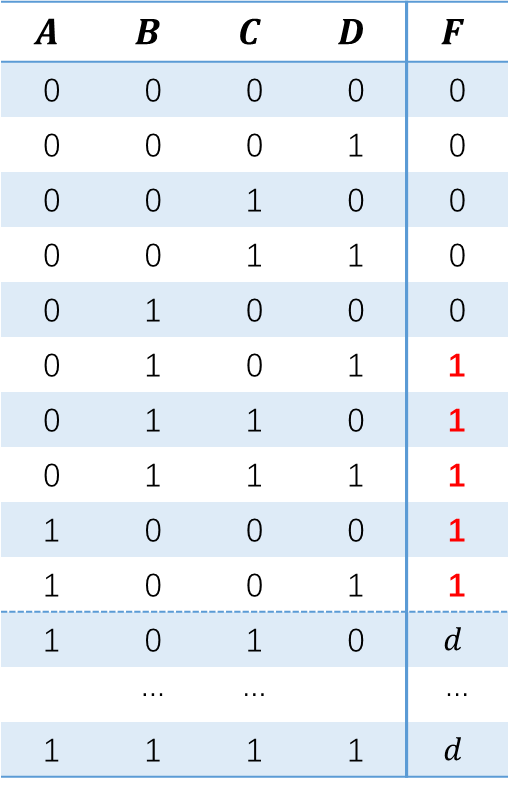 A B C D F
0 0 0 0 0
0 0 0 1 0
0 0 1 0 0
0 0 1 1 0
0 1 0 0 0
0 1 0 1 1
0 1 1 0 1
0 1 1 1 1
1 0 0 0 1
1 0 0 1 1
1 0 1 0 d
... ... ...
1 1 1 1 d